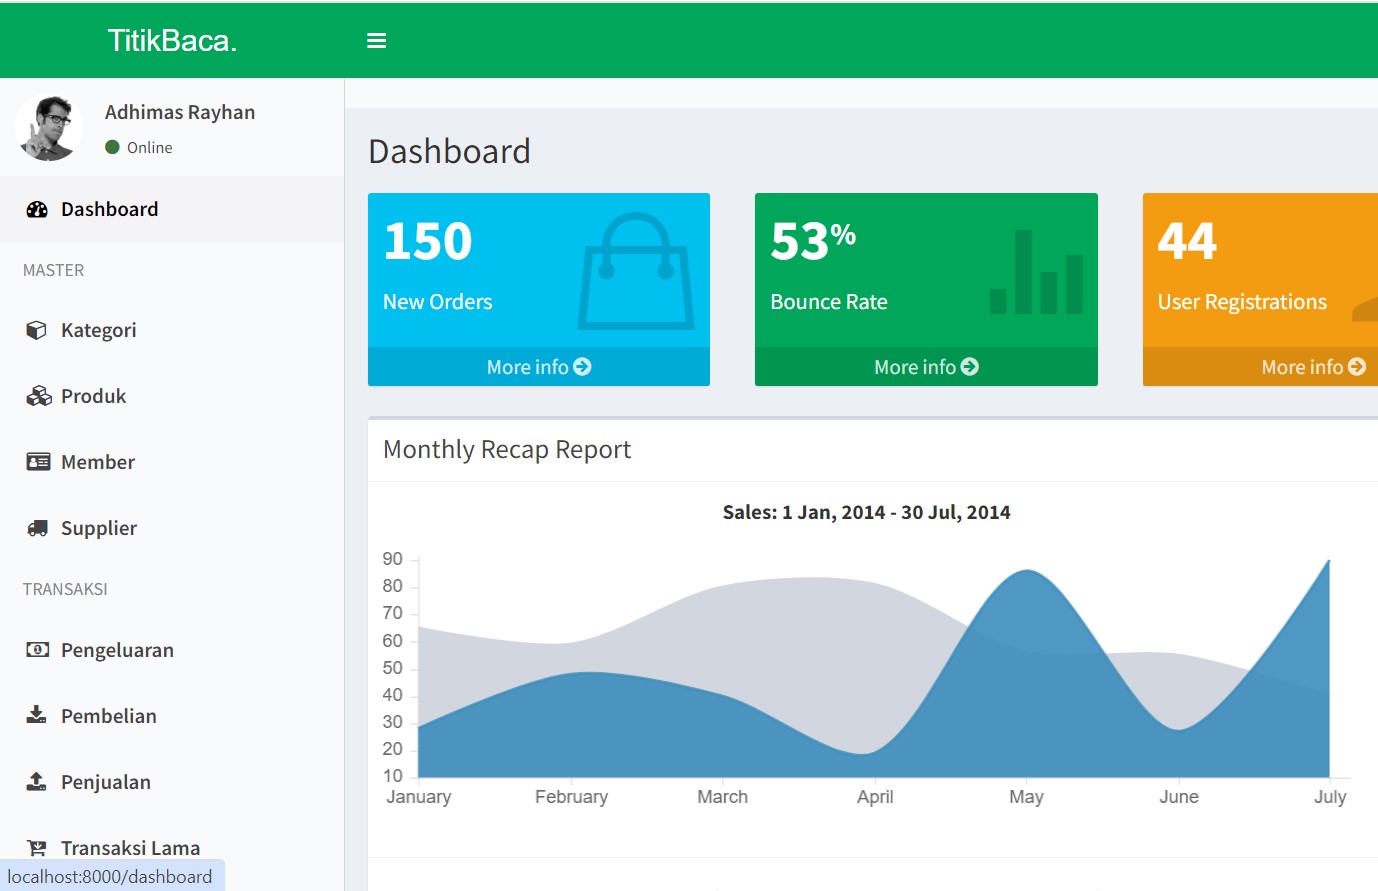 TitikBaca.
Adhimas Rayhan
Online
Dashboard
MASTER
Kategori
Produk
Member
Supplier
TRANSAKSI
Pengeluaran
Pembelian
Penjualan
Transaksi Lama
localhost:8000/dashboard
Dashboard
150
New Orders
More info
53%
Bounce Rate
More info
44
User Registrations
More info
Monthly Recap Report
Sales: 1 Jan, 2014 - 30 Jul, 2014
90
80
70
60
50
40
30
20
10
January February March April May June July